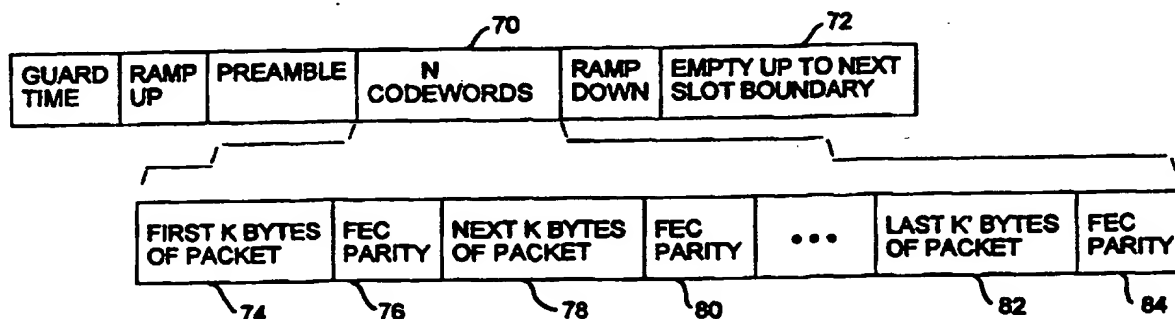 70
72
GUARD TIME
RAMP UP
PREAMBLE
N CODEWORDS
RAMP DOWN
EMPTY UP TO NEXT SLOT BOUNDARY
FIRST K BYTES OF PACKET
FEC PARITY
NEXT K BYTES OF PACKET
FEC PARITY
•••
LAST K' BYTES OF PACKET
FEC PARITY
74
76
78
80
82
84